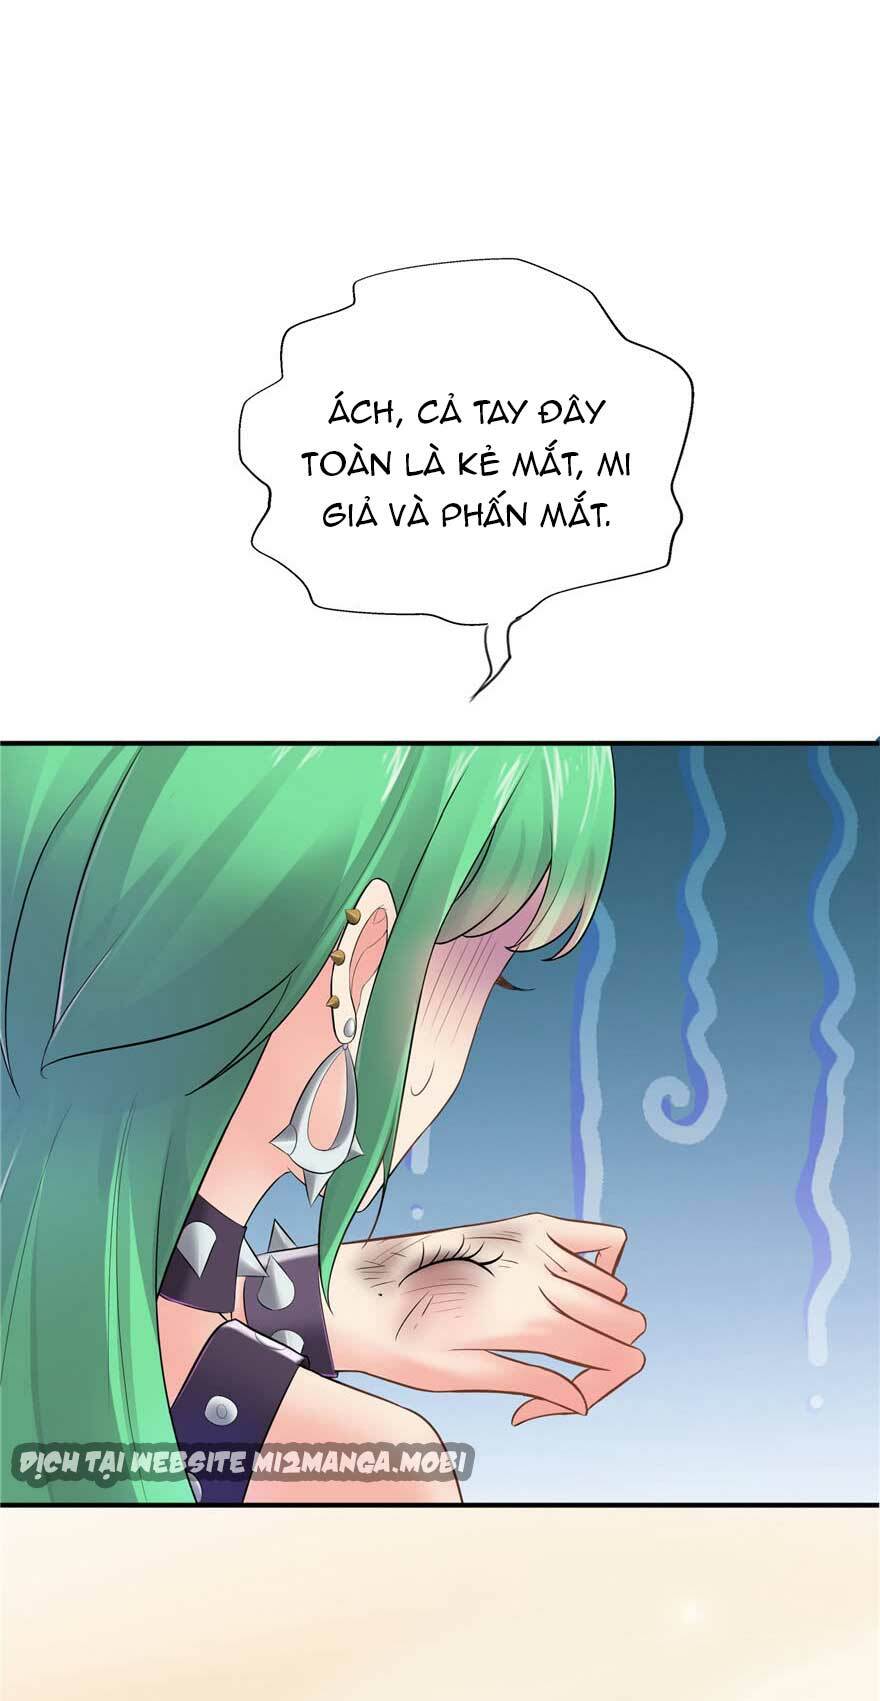 ÁCH, CẢ TAY ĐÂY
TOÀN LÀ KẺ MẮT, MI
GIẢ VÀ PHẤN MẮT.
DỊCH TẠI WEBSITE MI2MANGA.MOBI